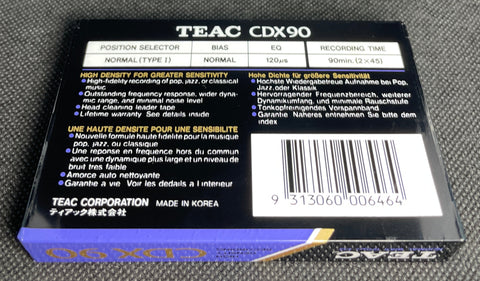 TEAC CDX90
POSITION SELECTOR BIAS EQ RECORDING TIME
NORMAL (TYPE I) NORMAL 120µs 90min. (2×45)
HIGH DENSITY FOR GREATER SENSITIVITY
• High-fidelity recording of pop, jazz, or classical
music
• Outstanding frequency response, wider dyna-
mic range, and minimal noise level
• Head cleaning leader tape
• Lifetime warranty See details inside
Hohe Dichte für größere Sensitivität
• Höchste Wiedergabetreue Aufnahme bei Pop,
Jazz, oder Klassik
• Hervorragender Frequenzbereich, weiterer
Dynamikumfang, und minimale Rauschstufe
• Tonkopfreinigendes Vorspannband
• Garantie Näheres entnehmen Sie bitte dem
index
UNE HAUTE DENSITE POUR UNE SENSIBILITE
• Nouvelle formule haute fidelite pour la musique
pop, jazz, ou classique
• Une reponse en frequence hors du commun
avec une dynamique plus large et un niveau de
bruit tres faible
• Amorce auto nettoyante
• Garantie a vie Voir les details a l interieur
TEAC CORPORATION MADE IN KOREA
ティアック株式会社
9 313060 006464
CDX 90
TEAC